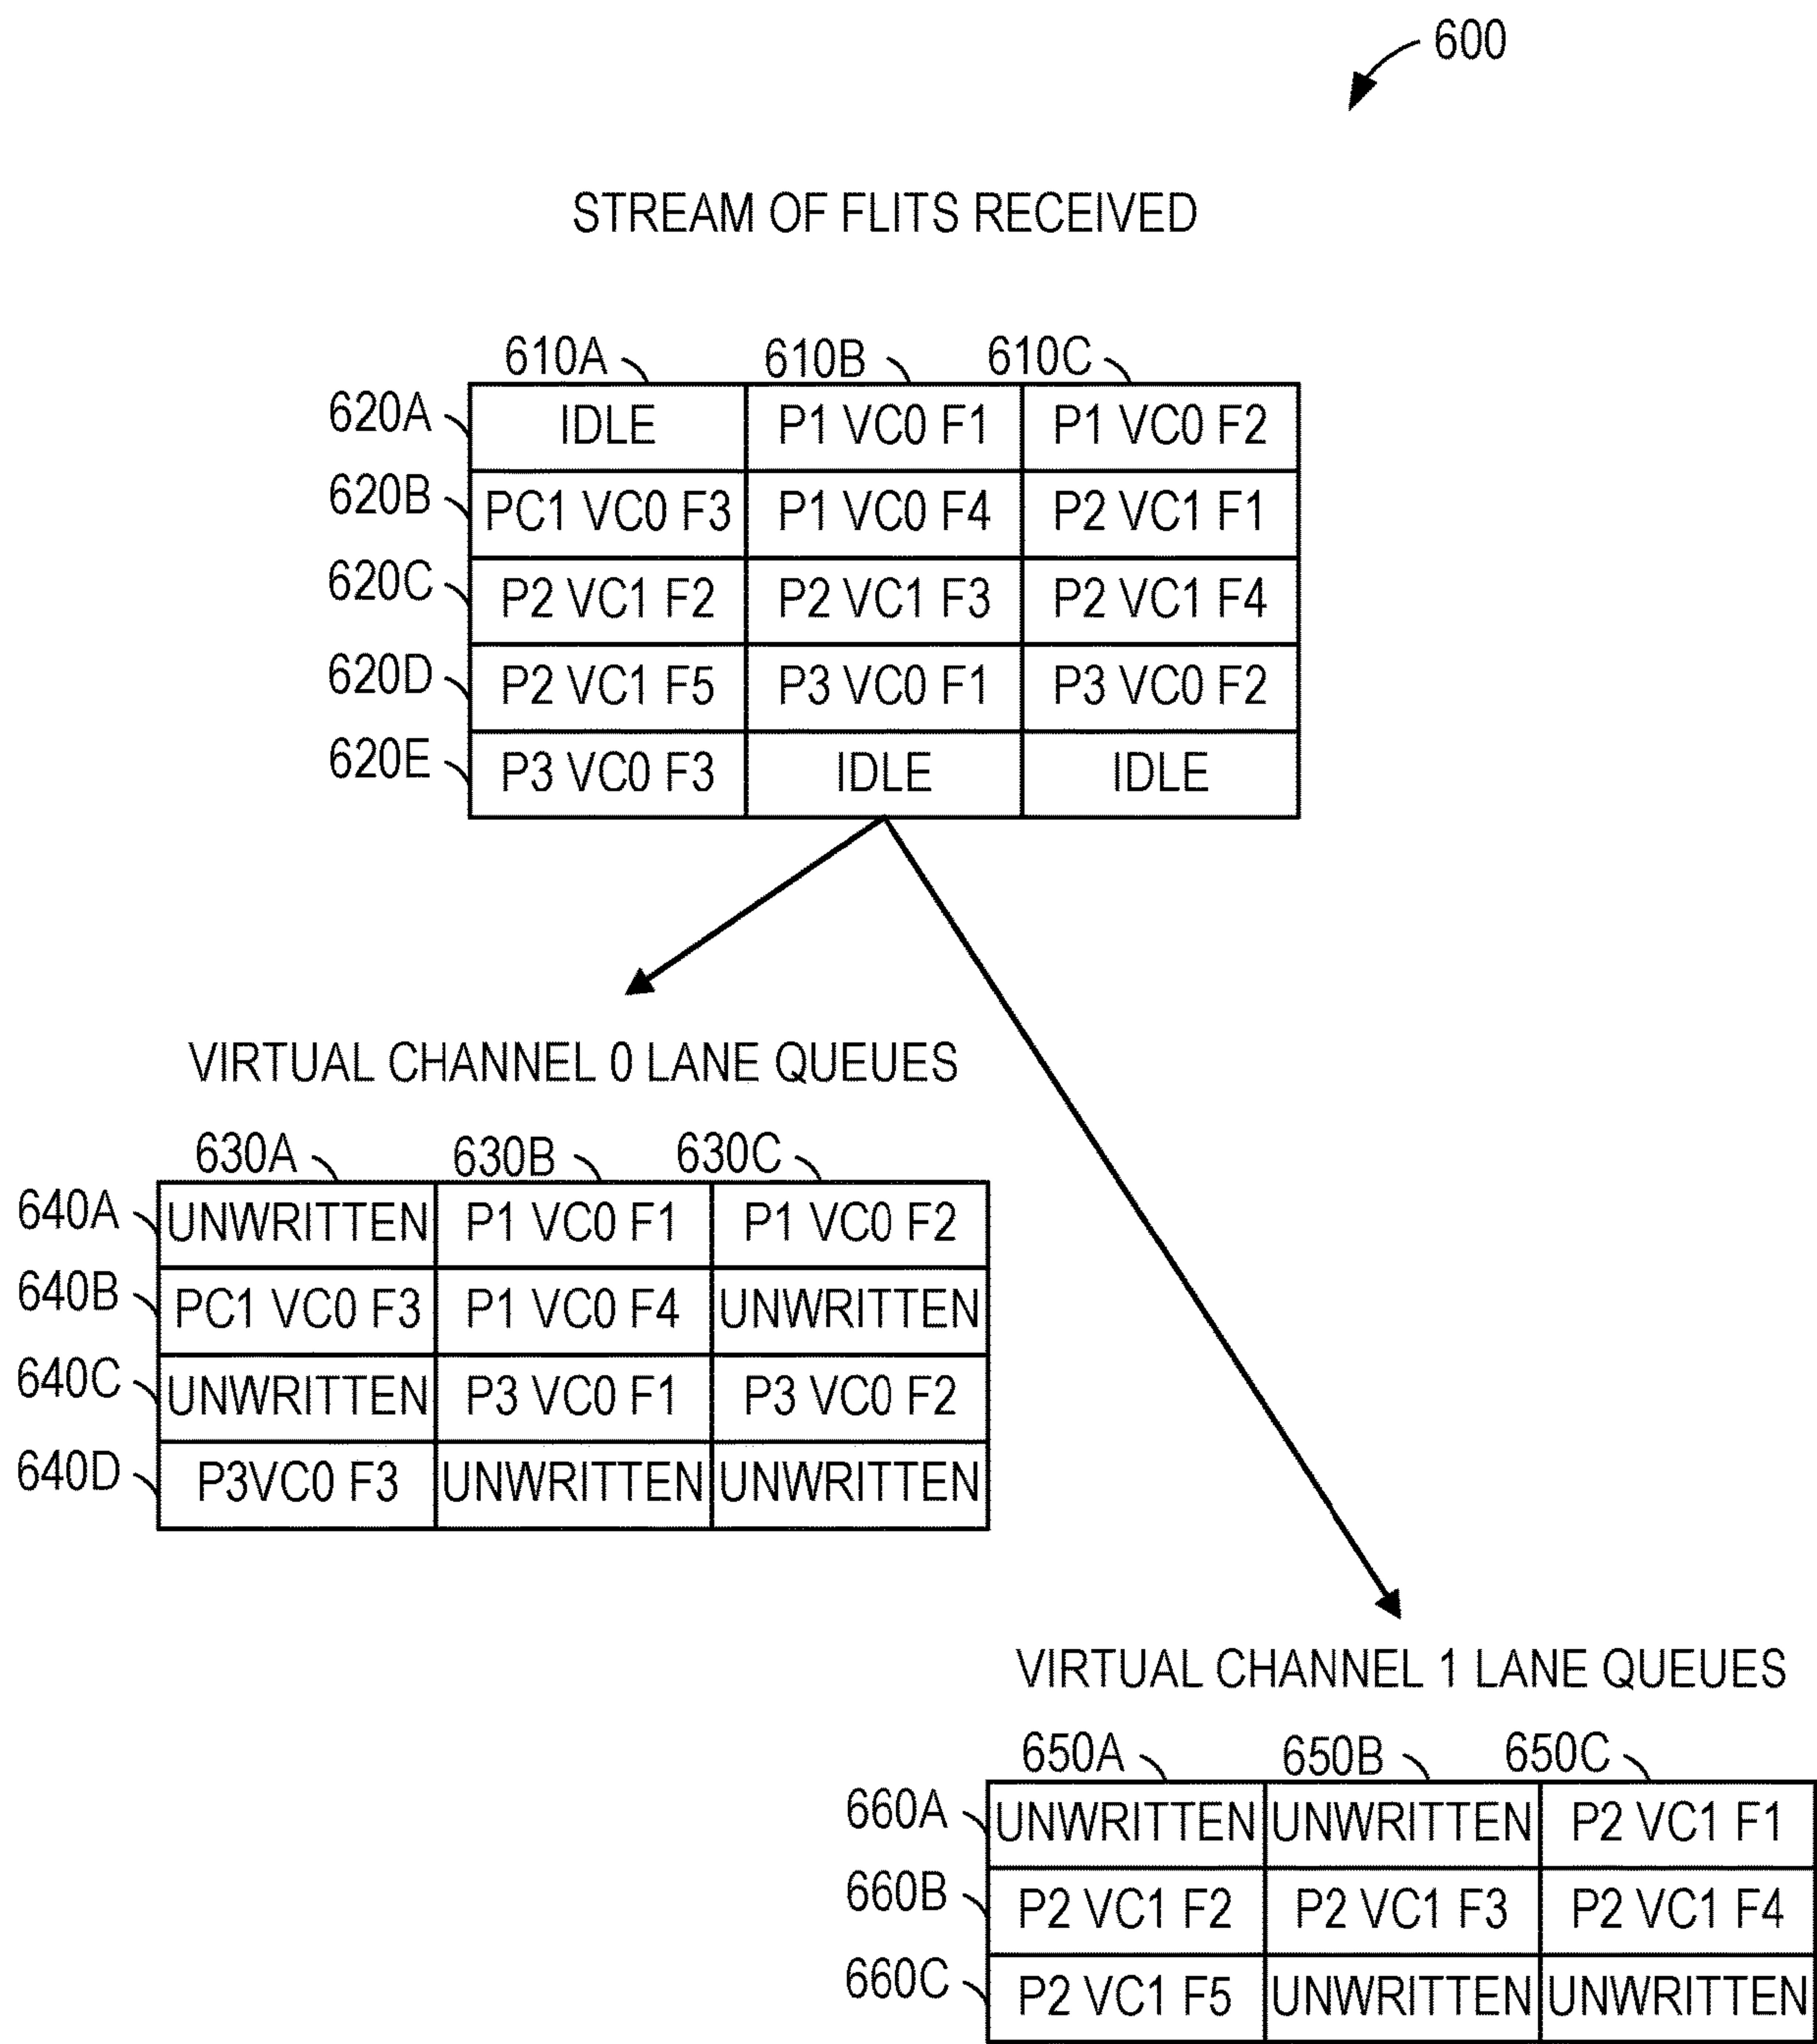 600
STREAM OF FLITS RECEIVED
610A 610B 610C
620A IDLE P1 VC0 F1 P1 VC0 F2
620B PC1 VC0 F3 P1 VC0 F4 P2 VC1 F1
620C P2 VC1 F2 P2 VC1 F3 P2 VC1 F4
620D P2 VC1 F5 P3 VC0 F1 P3 VC0 F2
620E P3 VC0 F3 IDLE IDLE
VIRTUAL CHANNEL 0 LANE QUEUES
630A 630B 630C
640A UNWRITTEN P1 VC0 F1 P1 VC0 F2
640B PC1 VC0 F3 P1 VC0 F4 UNWRITTEN
640C UNWRITTEN P3 VC0 F1 P3 VC0 F2
640D P3VC0 F3 UNWRITTEN UNWRITTEN
VIRTUAL CHANNEL 1 LANE QUEUES
650A 650B 650C
660A UNWRITTEN UNWRITTEN P2 VC1 F1
660B P2 VC1 F2 P2 VC1 F3 P2 VC1 F4
660C P2 VC1 F5 UNWRITTEN UNWRITTEN